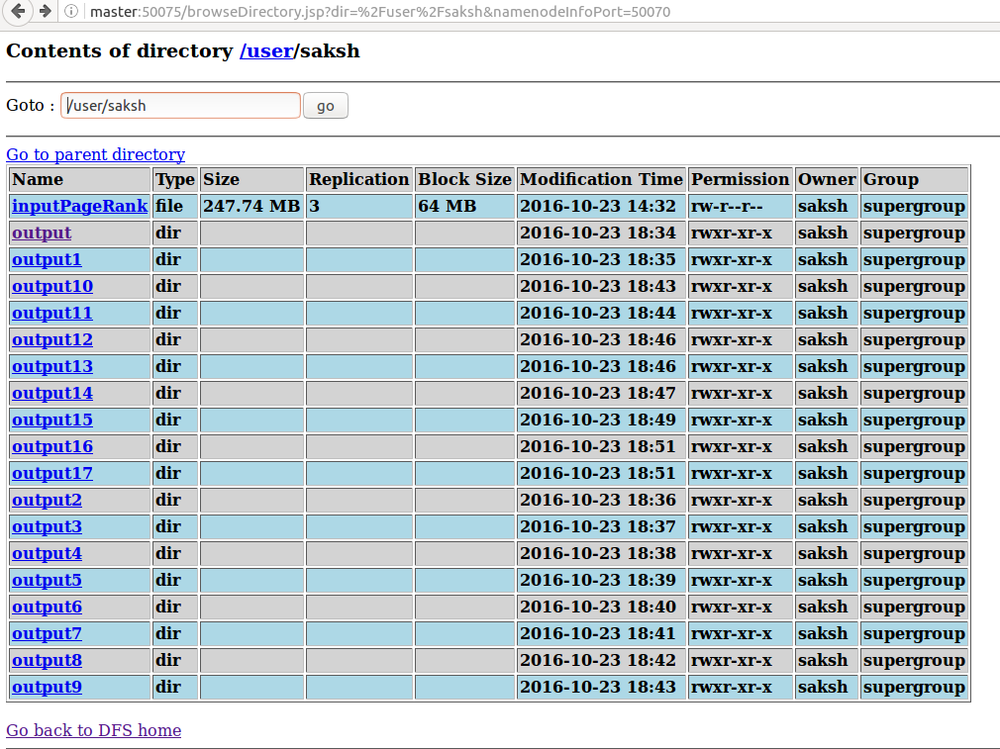 master:50075/browseDirectory.jsp?dir=%2Fuser%2Fsaksh&namenodeInfoPort=50070
Contents of directory /user/saksh
Goto : /user/saksh go
Go to parent directory
Name Type Size Replication Block Size Modification Time Permission Owner Group
inputPageRank file 247.74 MB 3 64 MB 2016-10-23 14:32 rw-r--r-- saksh supergroup
output dir 2016-10-23 18:34 rwxr-xr-x saksh supergroup
output1 dir 2016-10-23 18:35 rwxr-xr-x saksh supergroup
output10 dir 2016-10-23 18:43 rwxr-xr-x saksh supergroup
output11 dir 2016-10-23 18:44 rwxr-xr-x saksh supergroup
output12 dir 2016-10-23 18:46 rwxr-xr-x saksh supergroup
output13 dir 2016-10-23 18:46 rwxr-xr-x saksh supergroup
output14 dir 2016-10-23 18:47 rwxr-xr-x saksh supergroup
output15 dir 2016-10-23 18:49 rwxr-xr-x saksh supergroup
output16 dir 2016-10-23 18:51 rwxr-xr-x saksh supergroup
output17 dir 2016-10-23 18:51 rwxr-xr-x saksh supergroup
output2 dir 2016-10-23 18:36 rwxr-xr-x saksh supergroup
output3 dir 2016-10-23 18:37 rwxr-xr-x saksh supergroup
output4 dir 2016-10-23 18:38 rwxr-xr-x saksh supergroup
output5 dir 2016-10-23 18:39 rwxr-xr-x saksh supergroup
output6 dir 2016-10-23 18:40 rwxr-xr-x saksh supergroup
output7 dir 2016-10-23 18:41 rwxr-xr-x saksh supergroup
output8 dir 2016-10-23 18:42 rwxr-xr-x saksh supergroup
output9 dir 2016-10-23 18:43 rwxr-xr-x saksh supergroup
Go back to DFS home